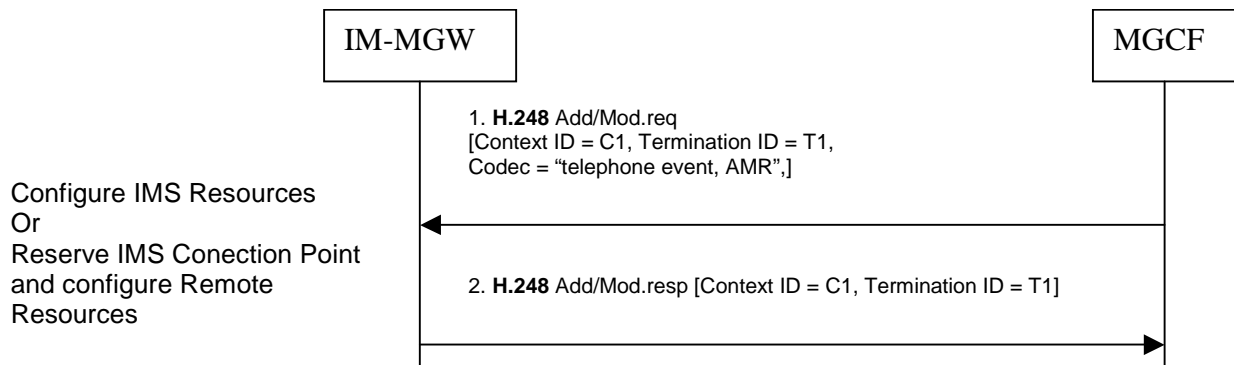 IM-MGW
MGCF
1. H.248 Add/Mod.req
[Context ID = C1, Termination ID = T1,
Codec = “telephone event, AMR”,]
Configure IMS Resources
Or
Reserve IMS Conection Point
and configure Remote
Resources
2. H.248 Add/Mod.resp [Context ID = C1, Termination ID = T1]